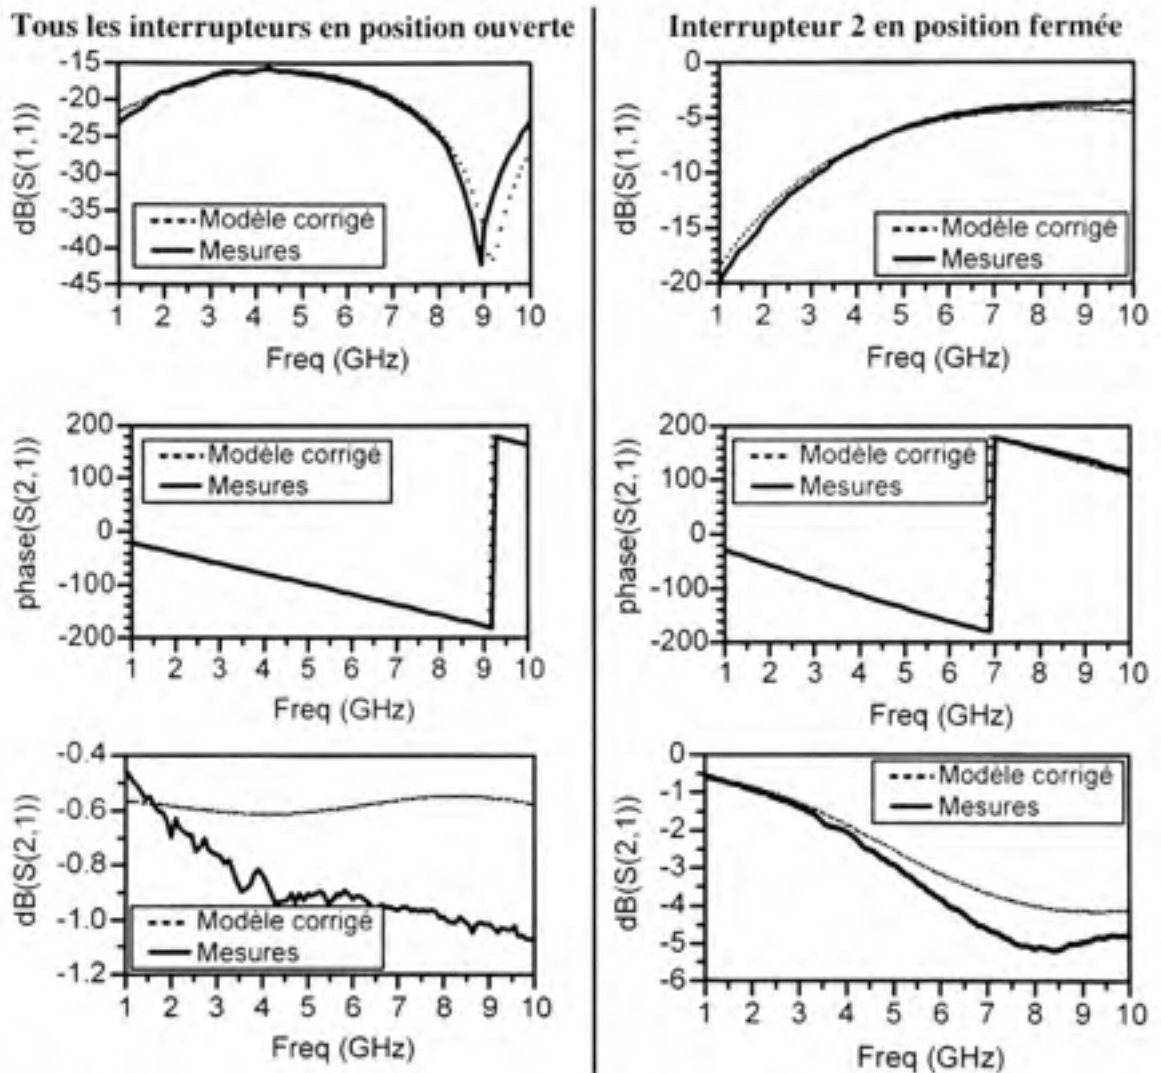 Tous les interrupteurs en position ouverte
-15
-20
-25
-30
-35
-40
-45
dB(S(1,1))
Modèle corrigé
Mesures
1 2 3 4 5 6 7 8 9 10
Freq (GHz)
200
100
0
-100
-200
phase(S(2,1))
Modèle corrigé
Mesures
1 2 3 4 5 6 7 8 9 10
Freq (GHz)
-0.4
-0.6
-0.8
-1.0
-1.2
dB(S(2,1))
Modèle corrigé
Mesures
1 2 3 4 5 6 7 8 9 10
Freq (GHz)
Interrupteur 2 en position fermée
0
-5
-10
-15
-20
dB(S(1,1))
Modèle corrigé
Mesures
1 2 3 4 5 6 7 8 9 10
Freq (GHz)
200
100
0
-100
-200
phase(S(2,1))
Modèle corrigé
Mesures
1 2 3 4 5 6 7 8 9 10
Freq (GHz)
0
-1
-2
-3
-4
-5
-6
dB(S(2,1))
Modèle corrigé
Mesures
1 2 3 4 5 6 7 8 9 10
Freq (GHz)